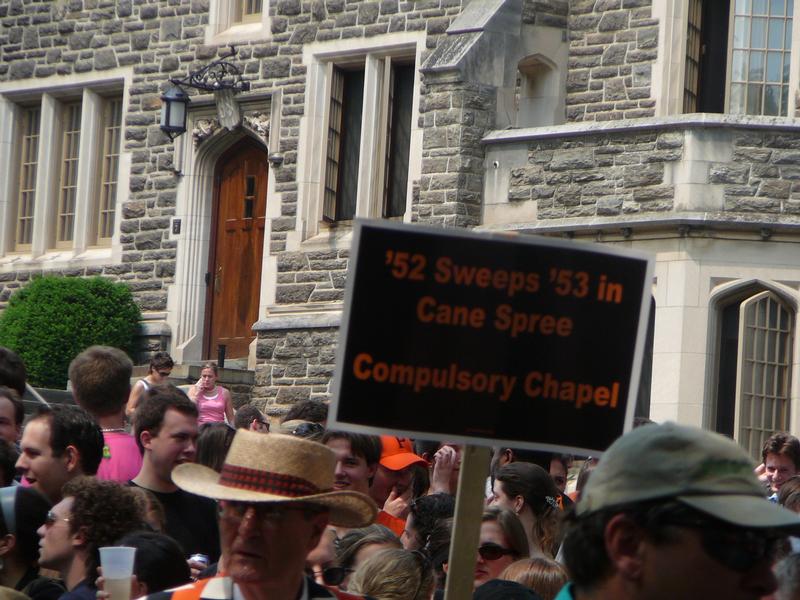 '52 Sweeps '53 in
Cane Spree
Compulsory Chapel